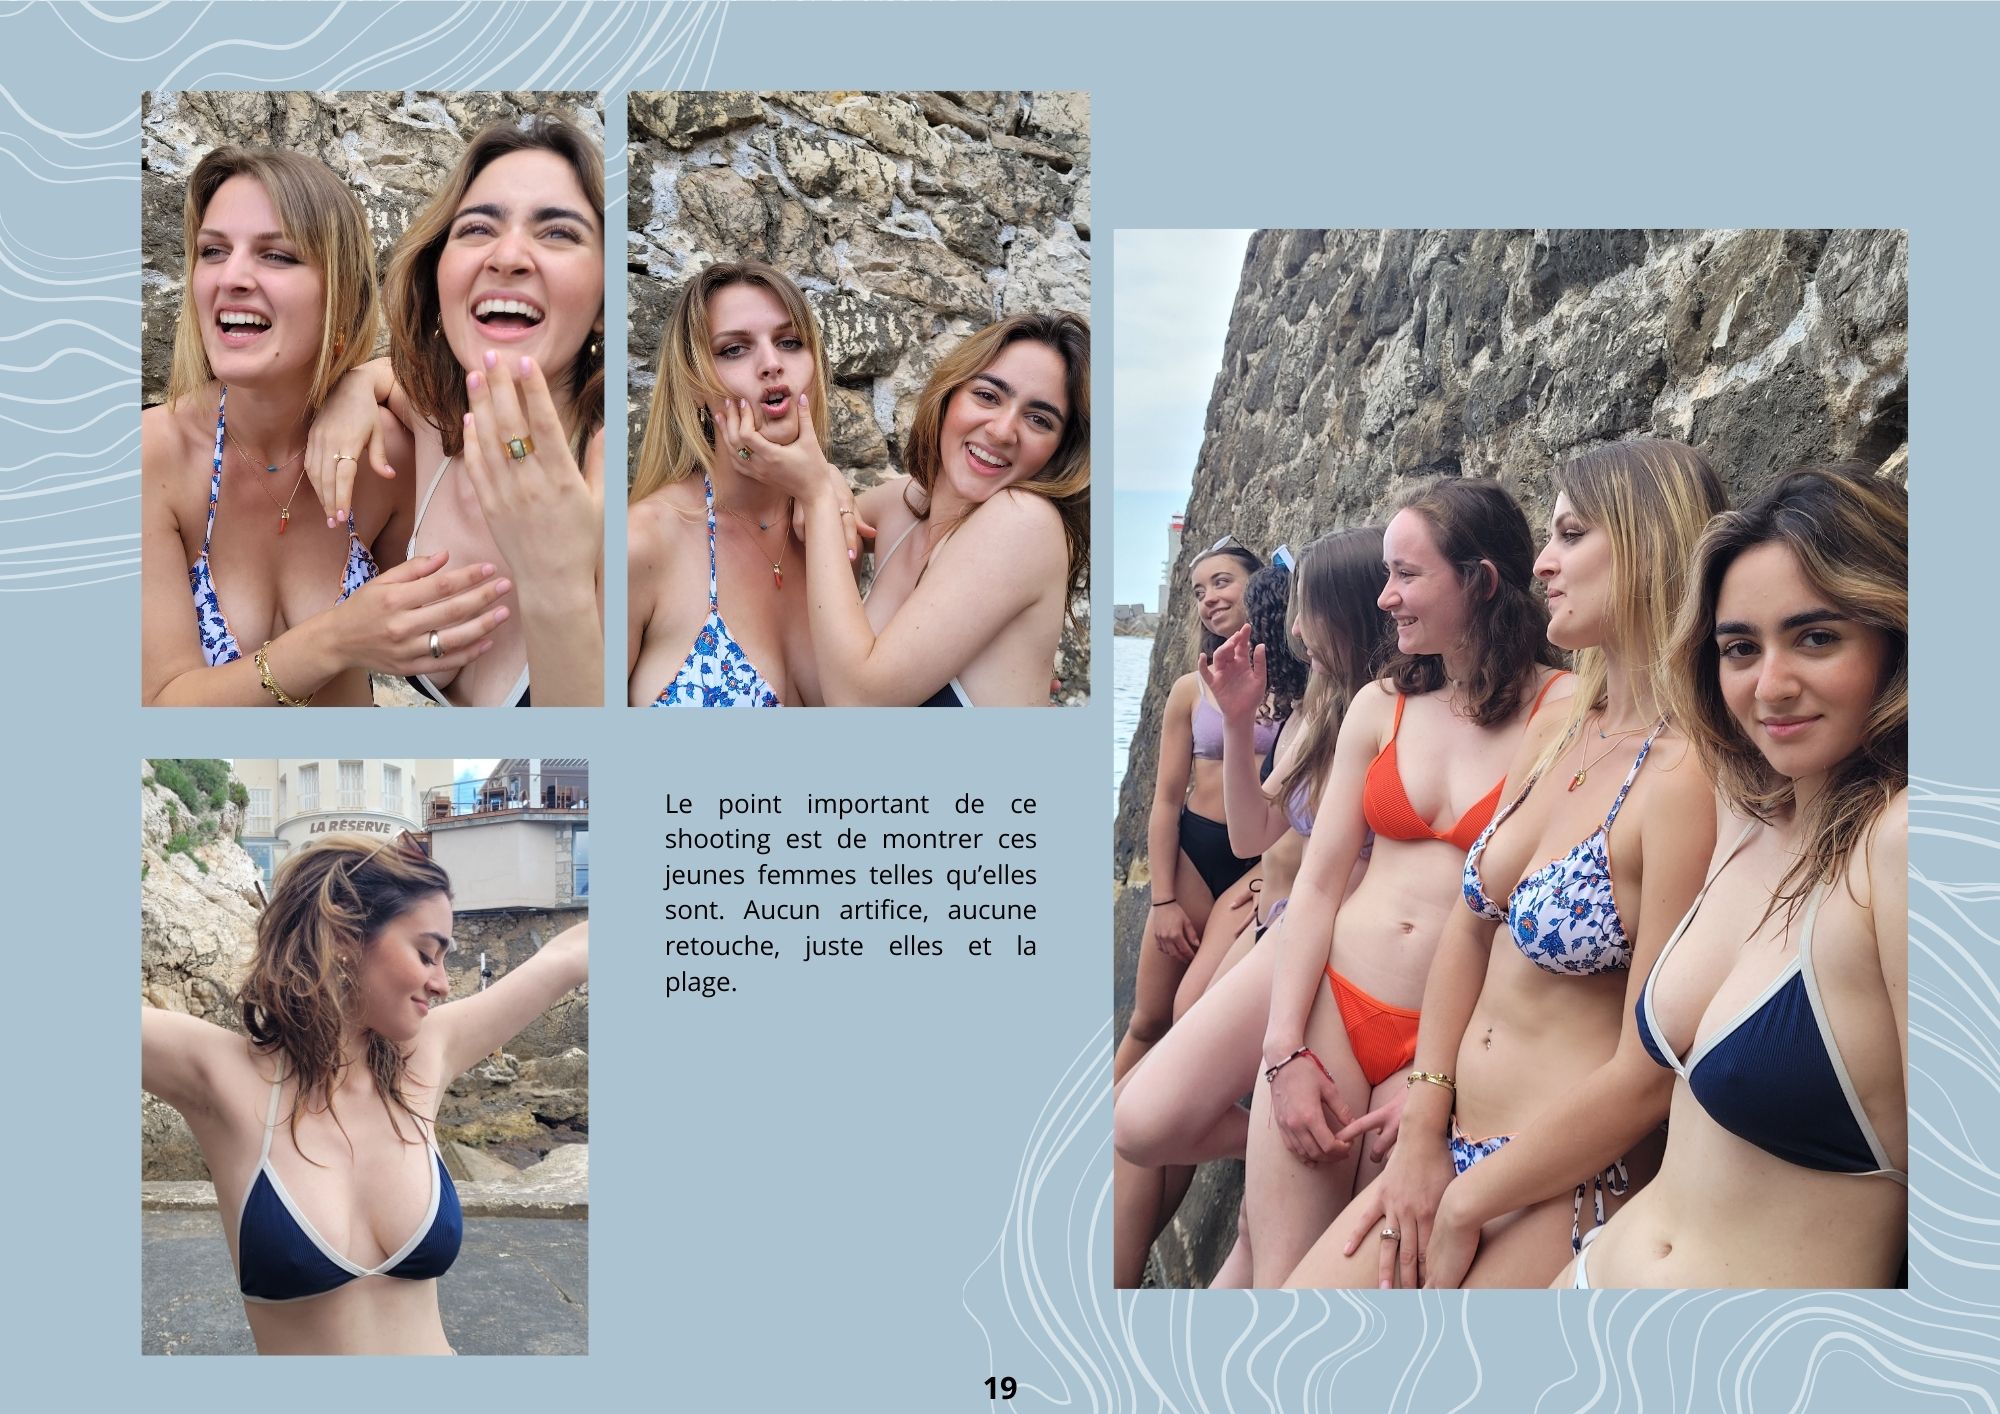 LA RÉSERVE
Le point important de ce
shooting est de montrer ces
jeunes femmes telles qu’elles
sont. Aucun artifice, aucune
retouche, juste elles et la
plage.
19